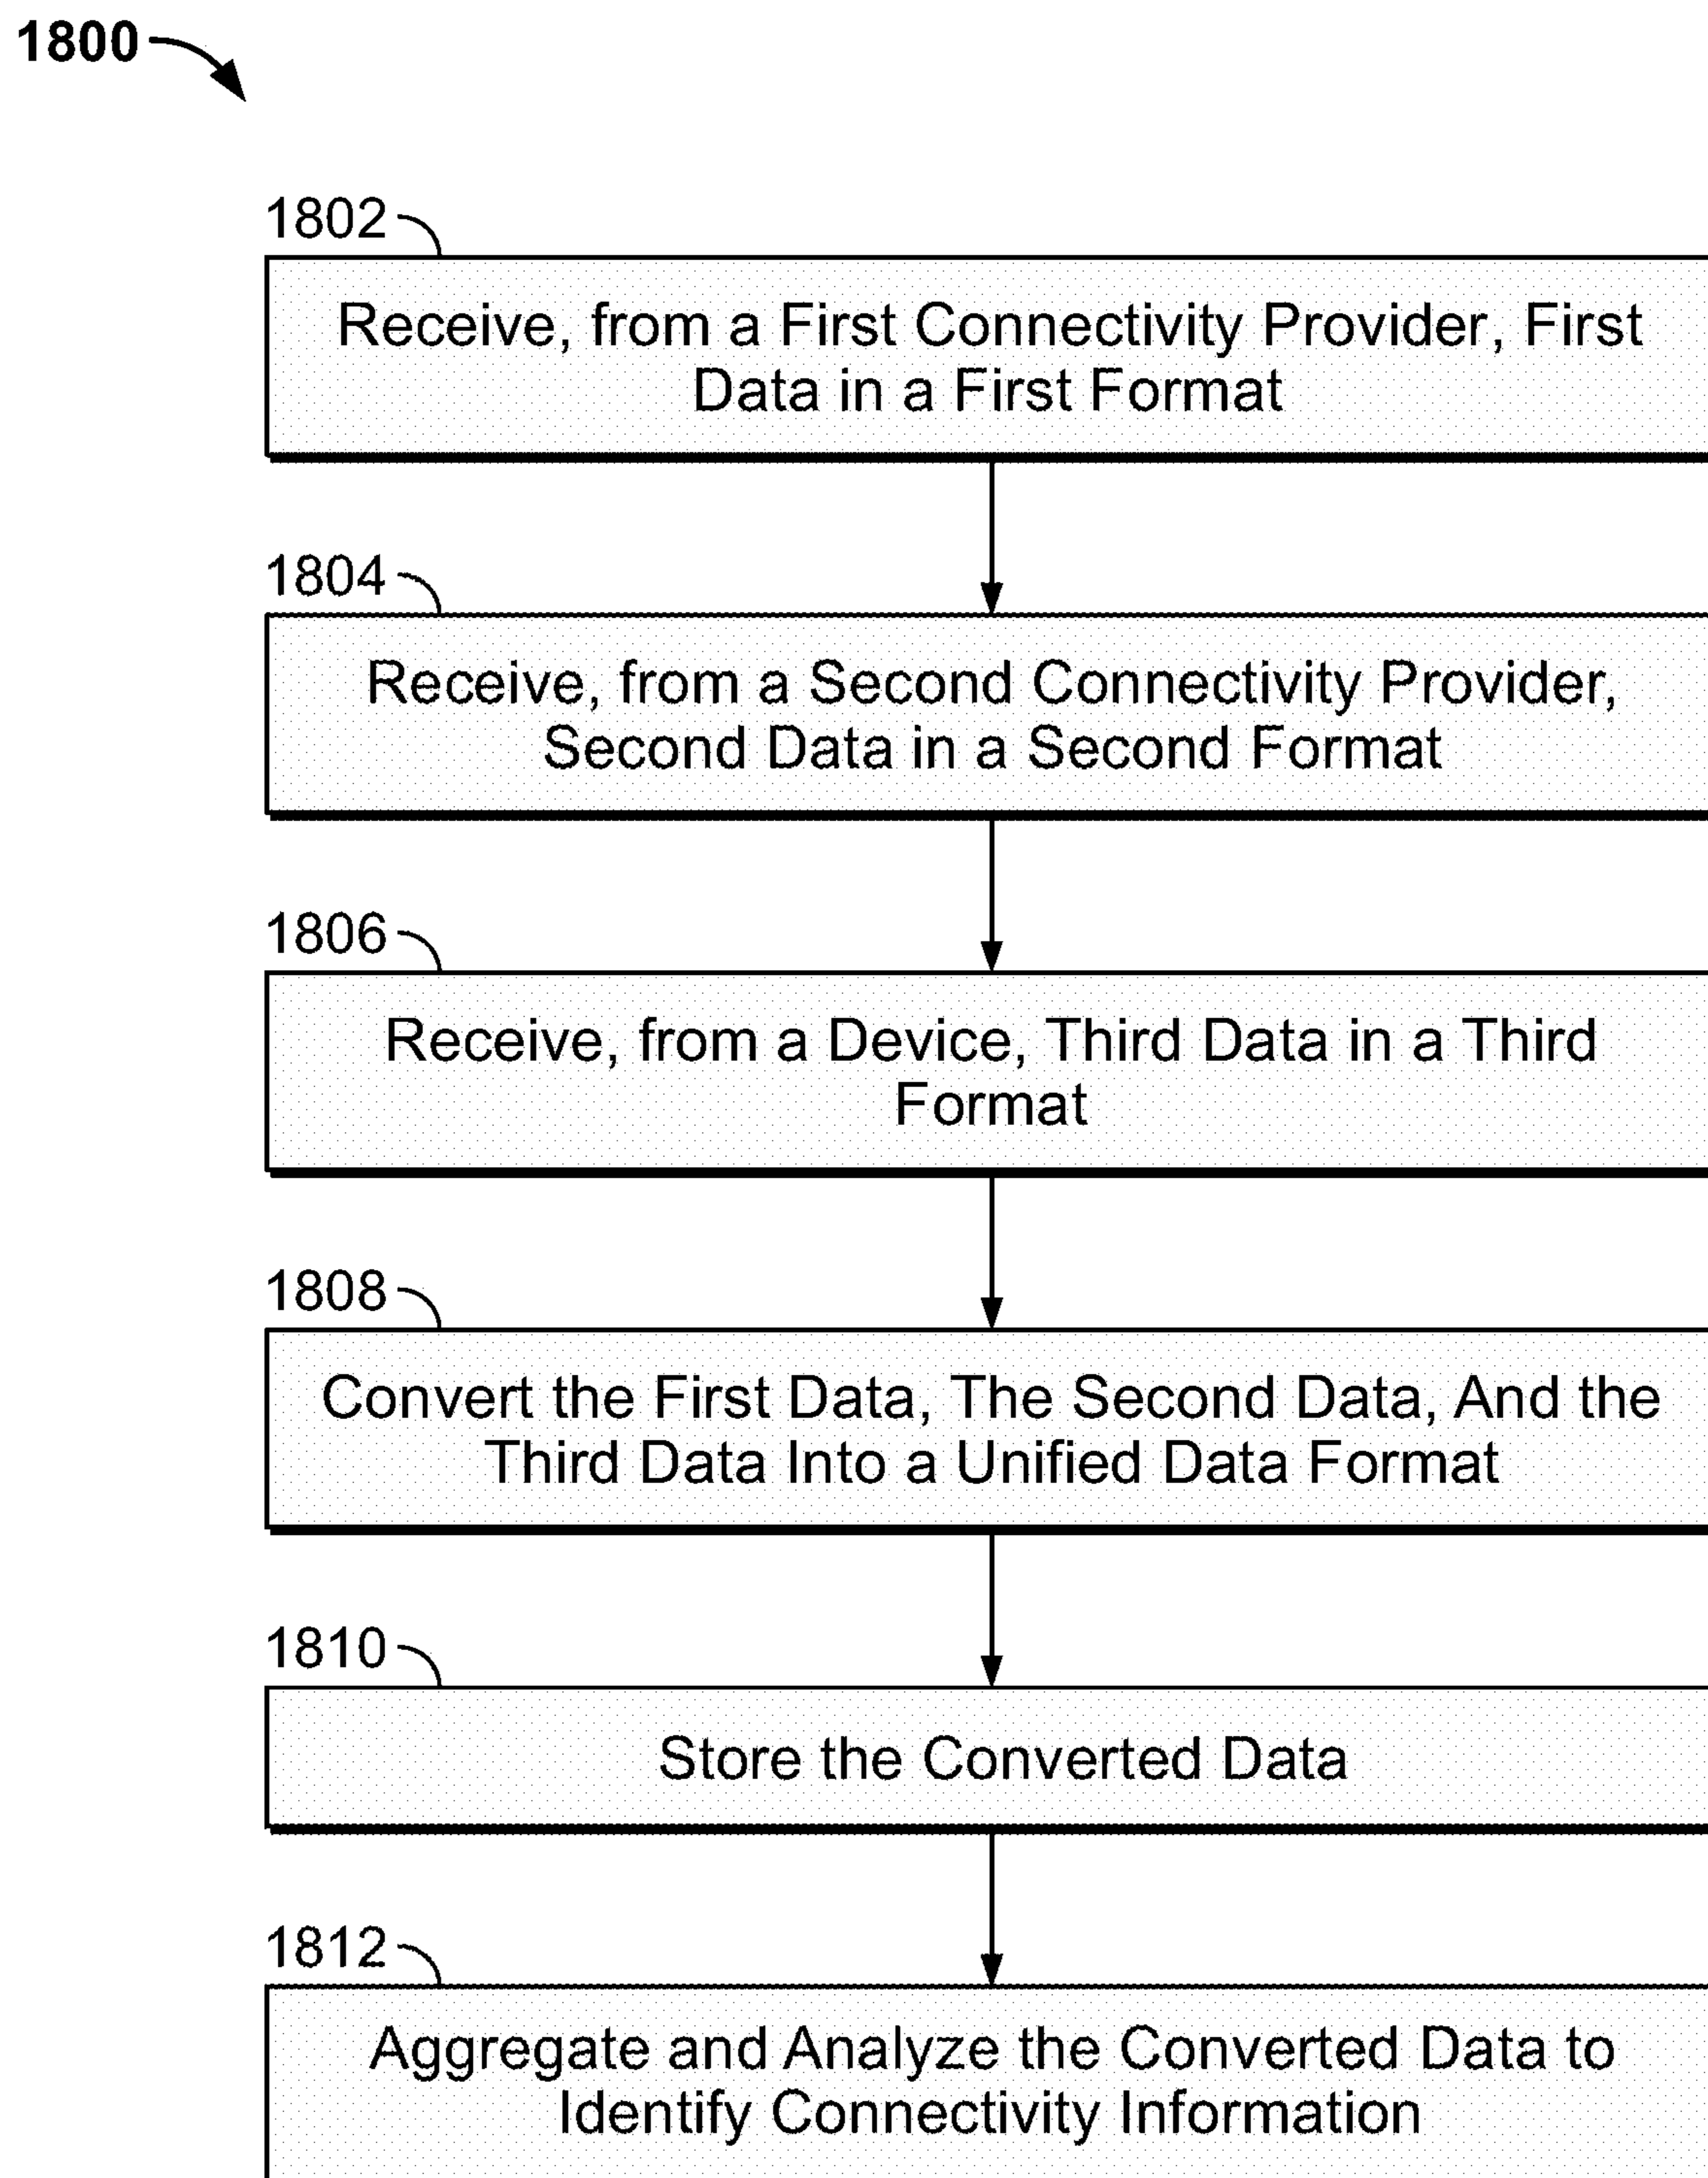 1800
1802
Receive, from a First Connectivity Provider, First
Data in a First Format
1804
Receive, from a Second Connectivity Provider,
Second Data in a Second Format
1806
Receive, from a Device, Third Data in a Third
Format
1808
Convert the First Data, The Second Data, And the
Third Data Into a Unified Data Format
1810
Store the Converted Data
1812
Aggregate and Analyze the Converted Data to
Identify Connectivity Information